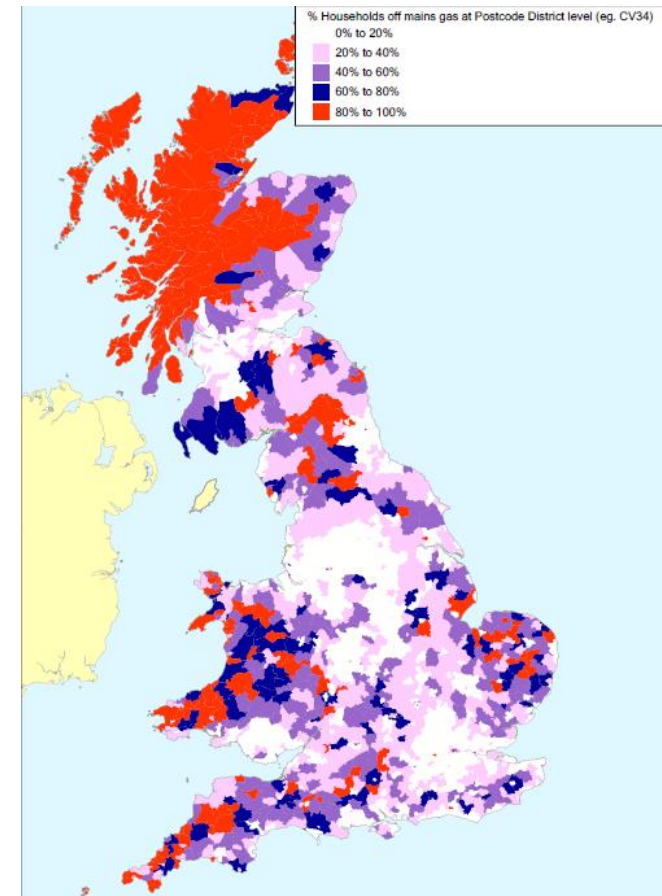 % Households off mains gas at Postcode District level (eg. CV34)
0% to 20%
20% to 40%
40% to 60%
60% to 80%
80% to 100%